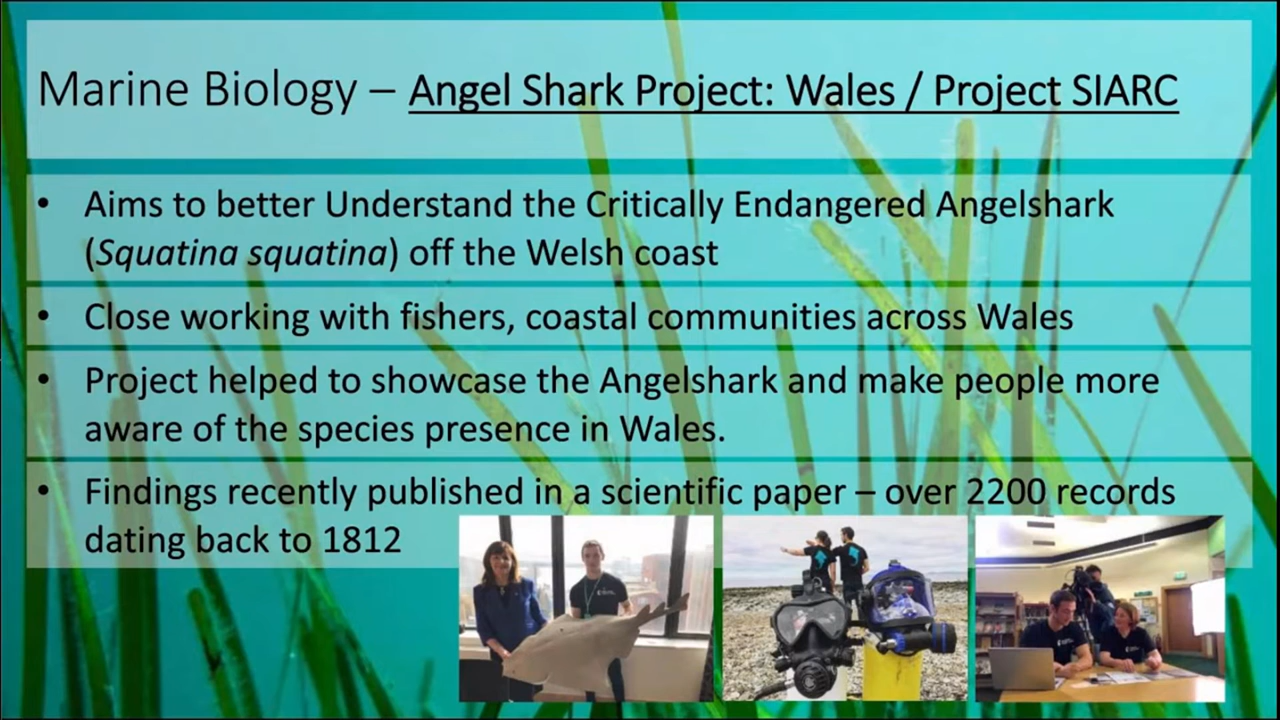 Marine Biology – Angel Shark Project: Wales / Project SIARC
• Aims to better Understand the Critically Endangered Angelshark
(Squatina squatina) off the Welsh coast
• Close working with fishers, coastal communities across Wales
• Project helped to showcase the Angelshark and make people more
aware of the species presence in Wales.
• Findings recently published in a scientific paper – over 2200 records
dating back to 1812